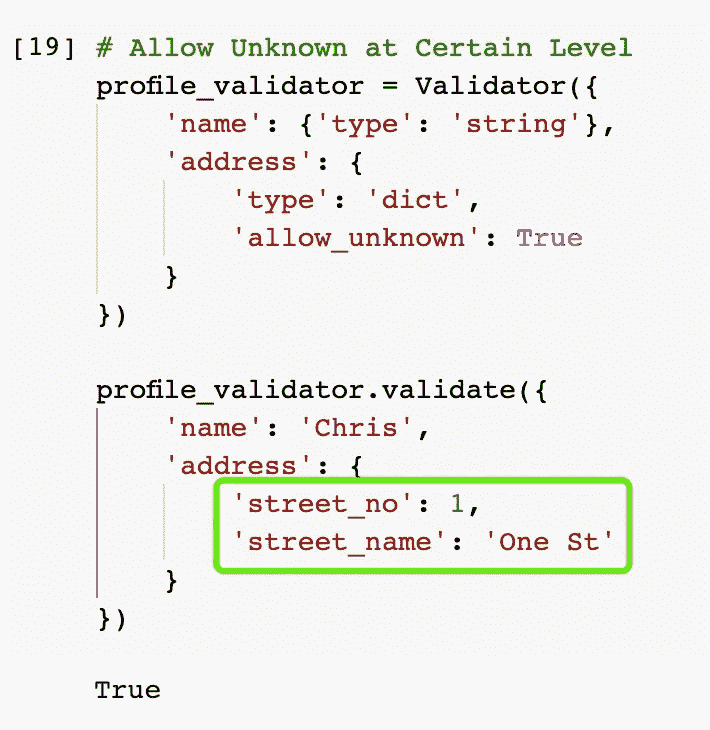 [19] # Allow Unknown at Certain Level
profile_validator = Validator({
    'name': {'type': 'string'},
    'address': {
        'type': 'dict',
        'allow_unknown': True
    }
})
profile_validator.validate({
    'name': 'Chris',
    'address': {
        'street_no': 1,
        'street_name': 'One St'
    }
})
True